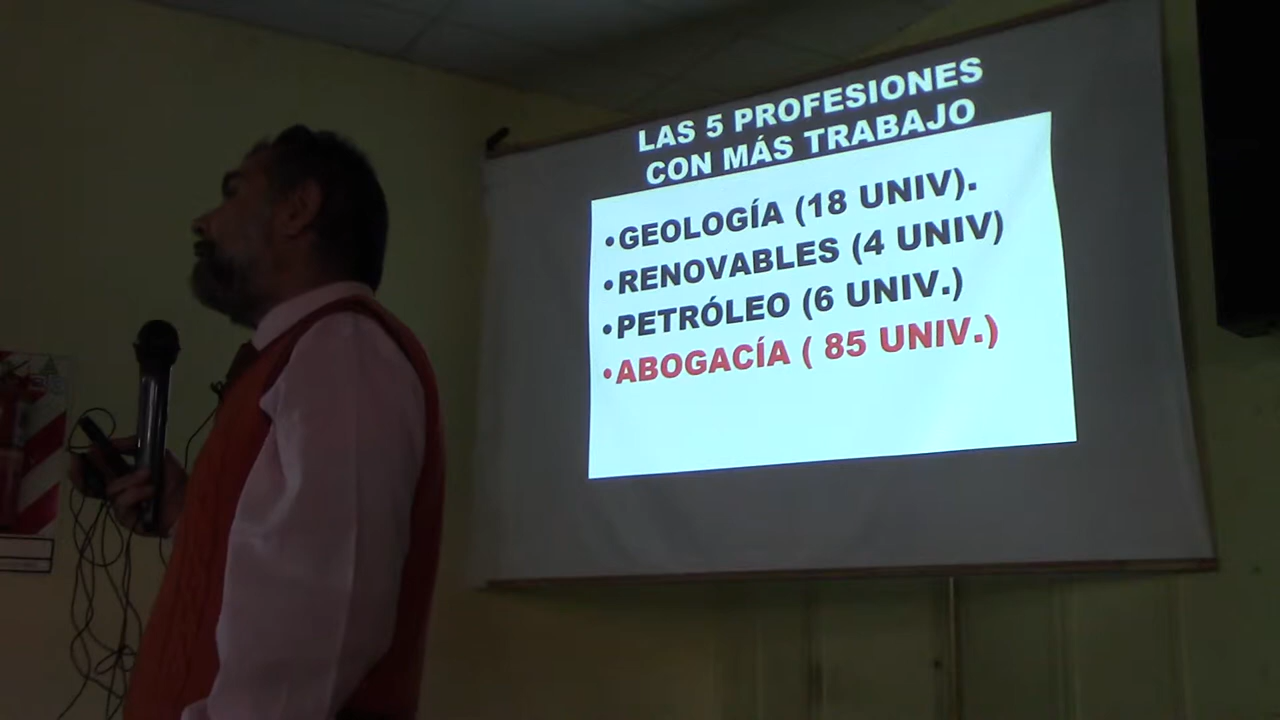 LAS 5 PROFESIONES
CON MÁS TRABAJO
•GEOLOGÍA (18 UNIV).
•RENOVABLES (4 UNIV)
•PETRÓLEO (6 UNIV.)
•ABOGACÍA ( 85 UNIV.)